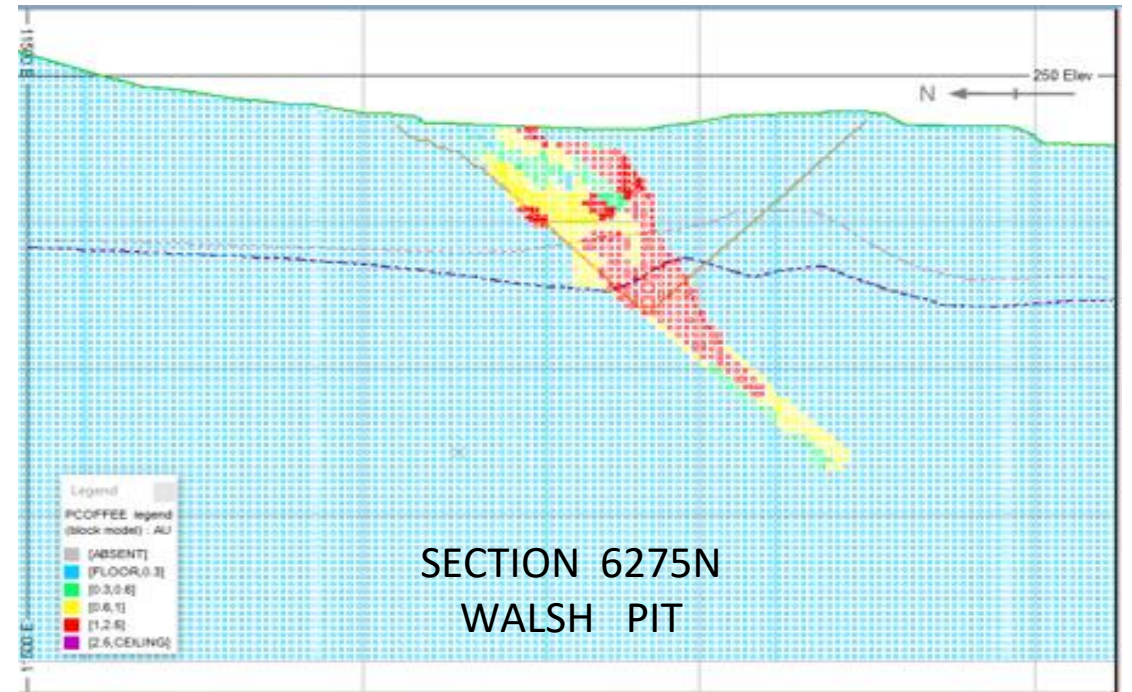 250 Elev
N
Legend
PCOFFEE legend
(block model) : AU
[ABSENT]
[FLOOR,0.3]
[0.3,0.6]
[0.6,1]
[1,2.6]
[2.6,CEILING]
SECTION 6275N
WALSH PIT